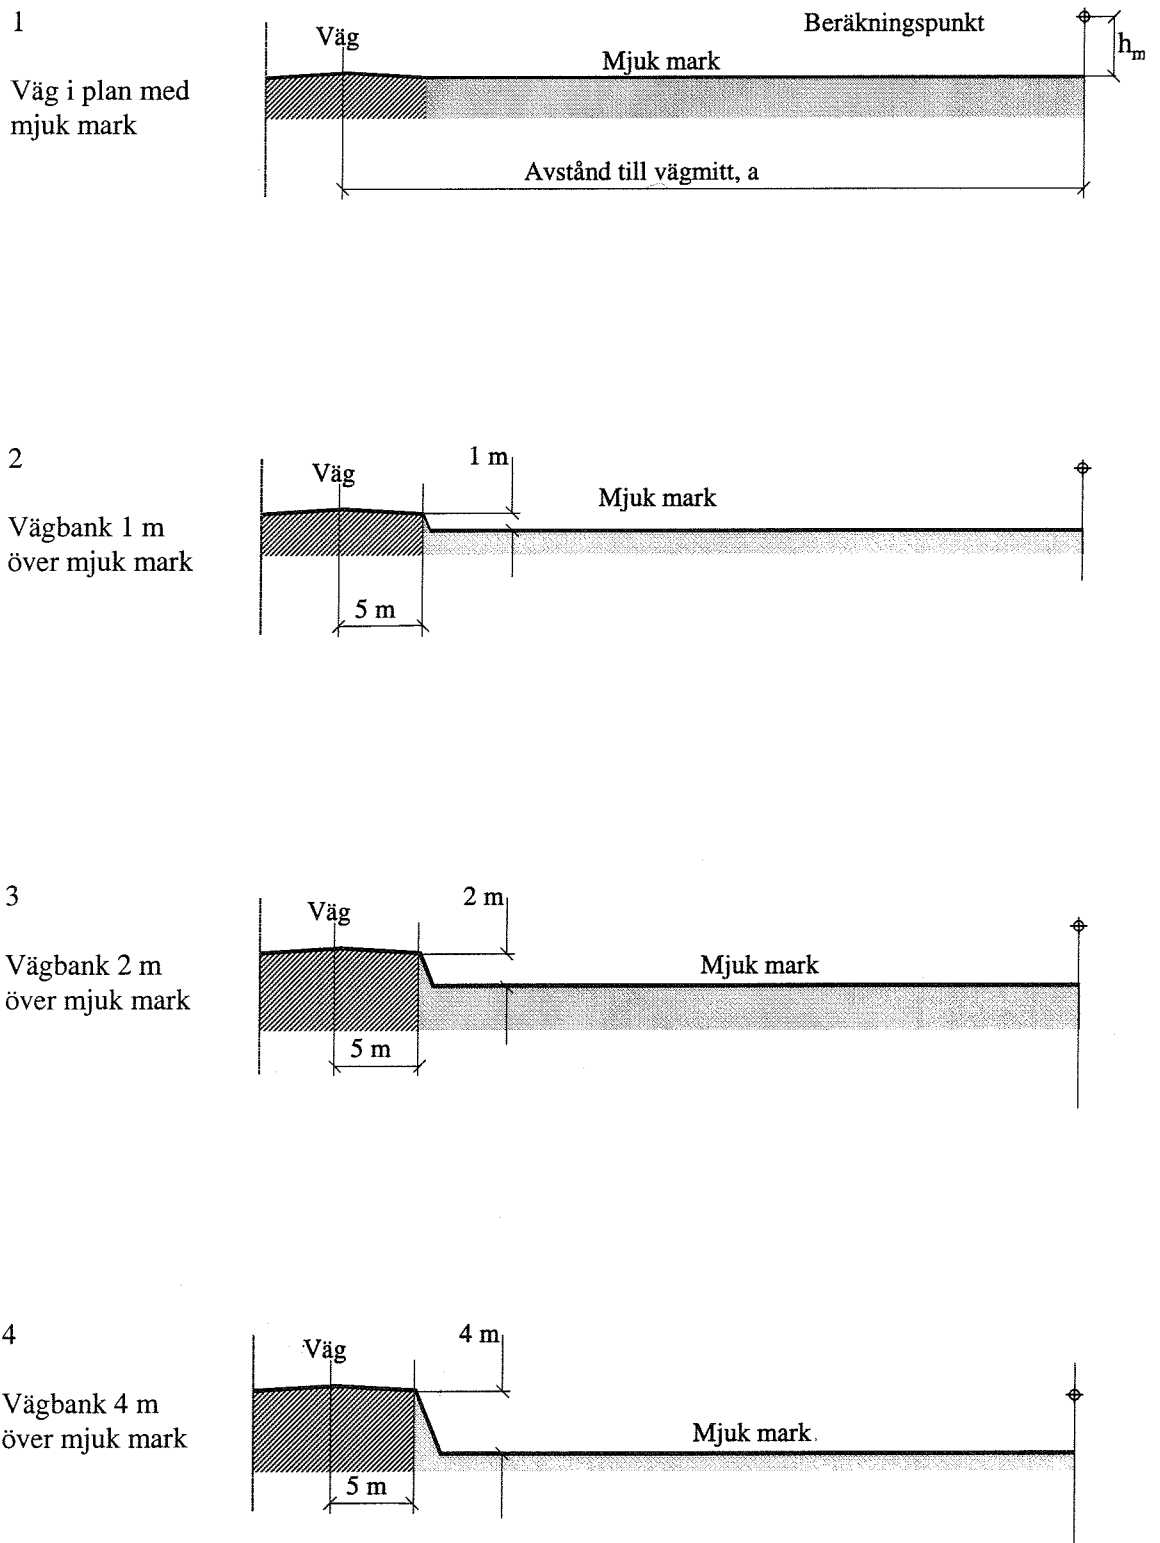 1
Väg
Beräkningspunkt
hm
Mjuk mark
Väg i plan med
mjuk mark
Avstånd till vägmitt, a
2
Väg
1 m
Mjuk mark
Vägbank 1 m
över mjuk mark
5 m
3
Väg
2 m
Vägbank 2 m
över mjuk mark
Mjuk mark
5 m
4
Väg
4 m
Vägbank 4 m
över mjuk mark
Mjuk mark
5 m